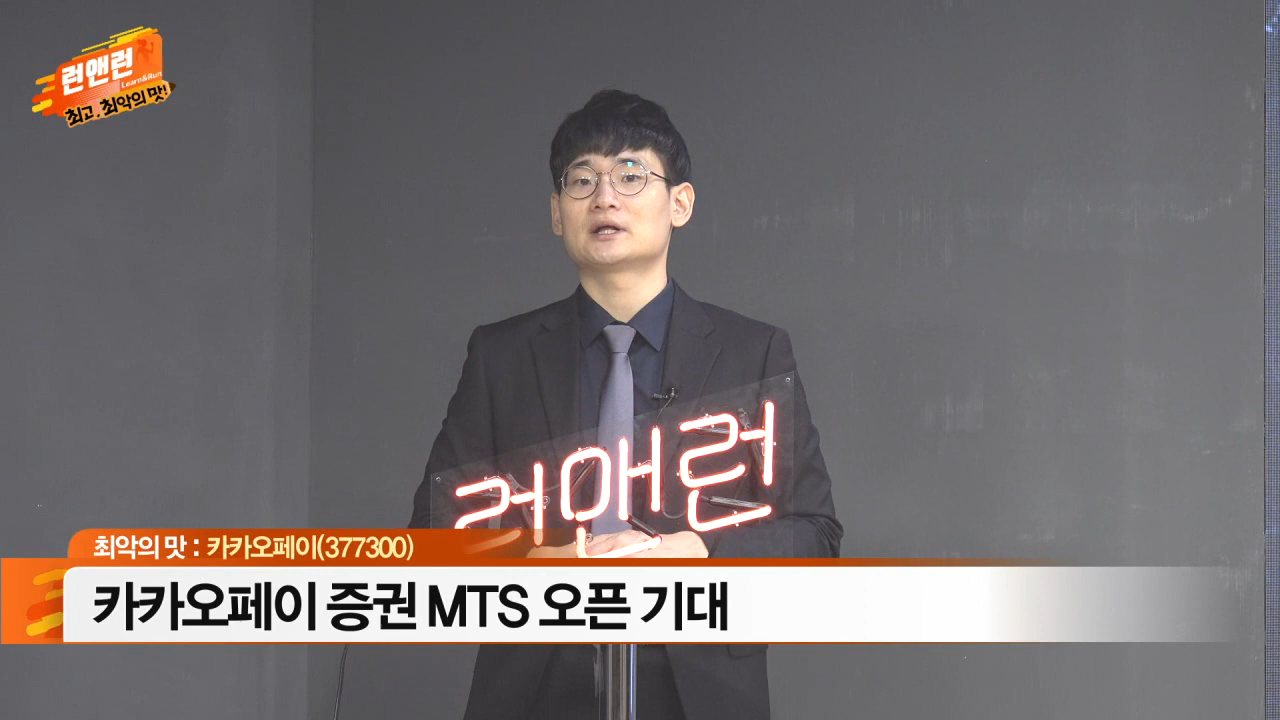 런앤런
Learn&Run
최고, 최악의 맛!
런앤런
최악의 맛 : 카카오페이(377300)
카카오페이 증권 MTS 오픈 기대